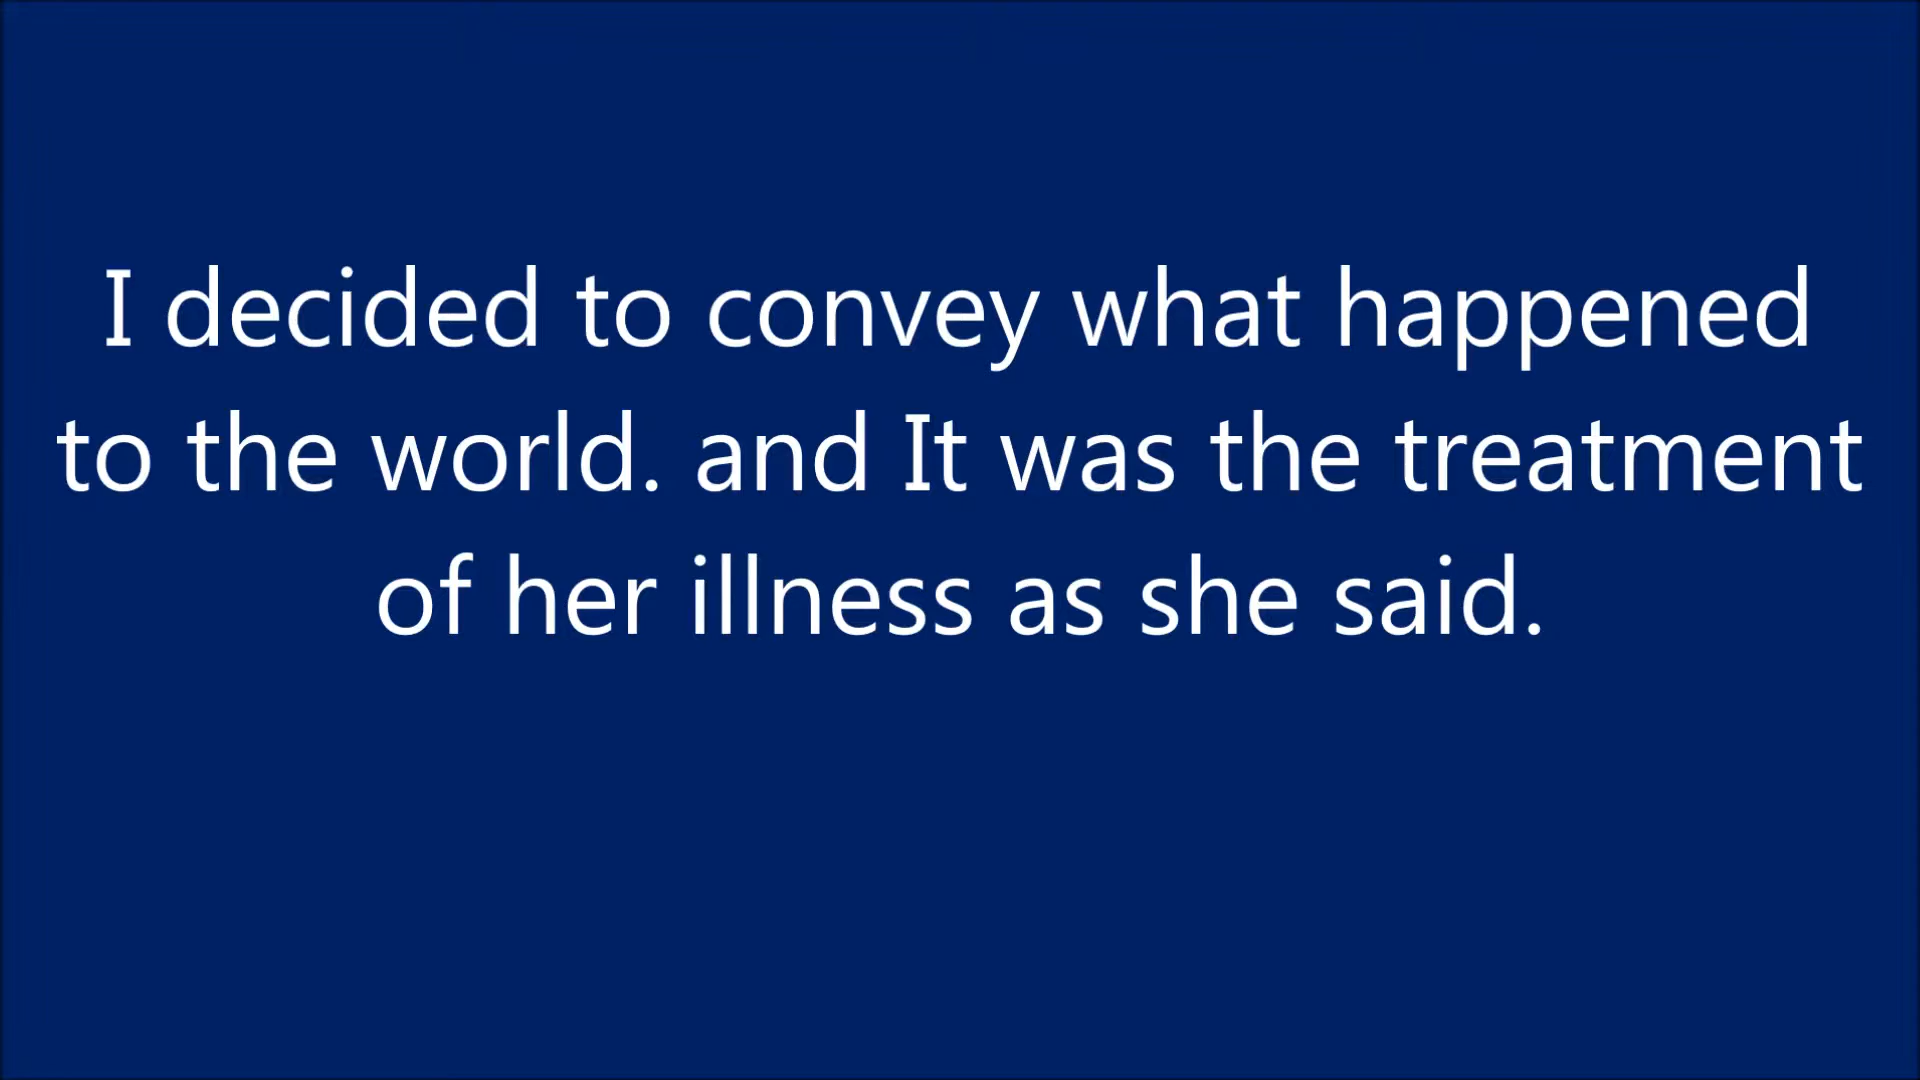 I decided to convey what happened
to the world. and It was the treatment
of her illness as she said.